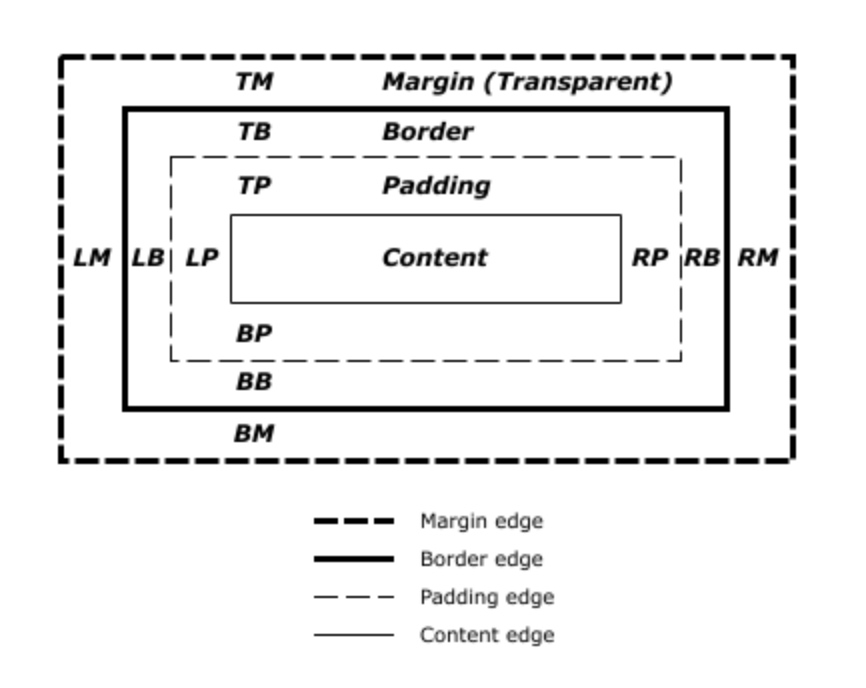 TM Margin (Transparent)
TB Border
TP Padding
LM LB LP Content RP RB RM
BP
BB
BM
Margin edge
Border edge
Padding edge
Content edge